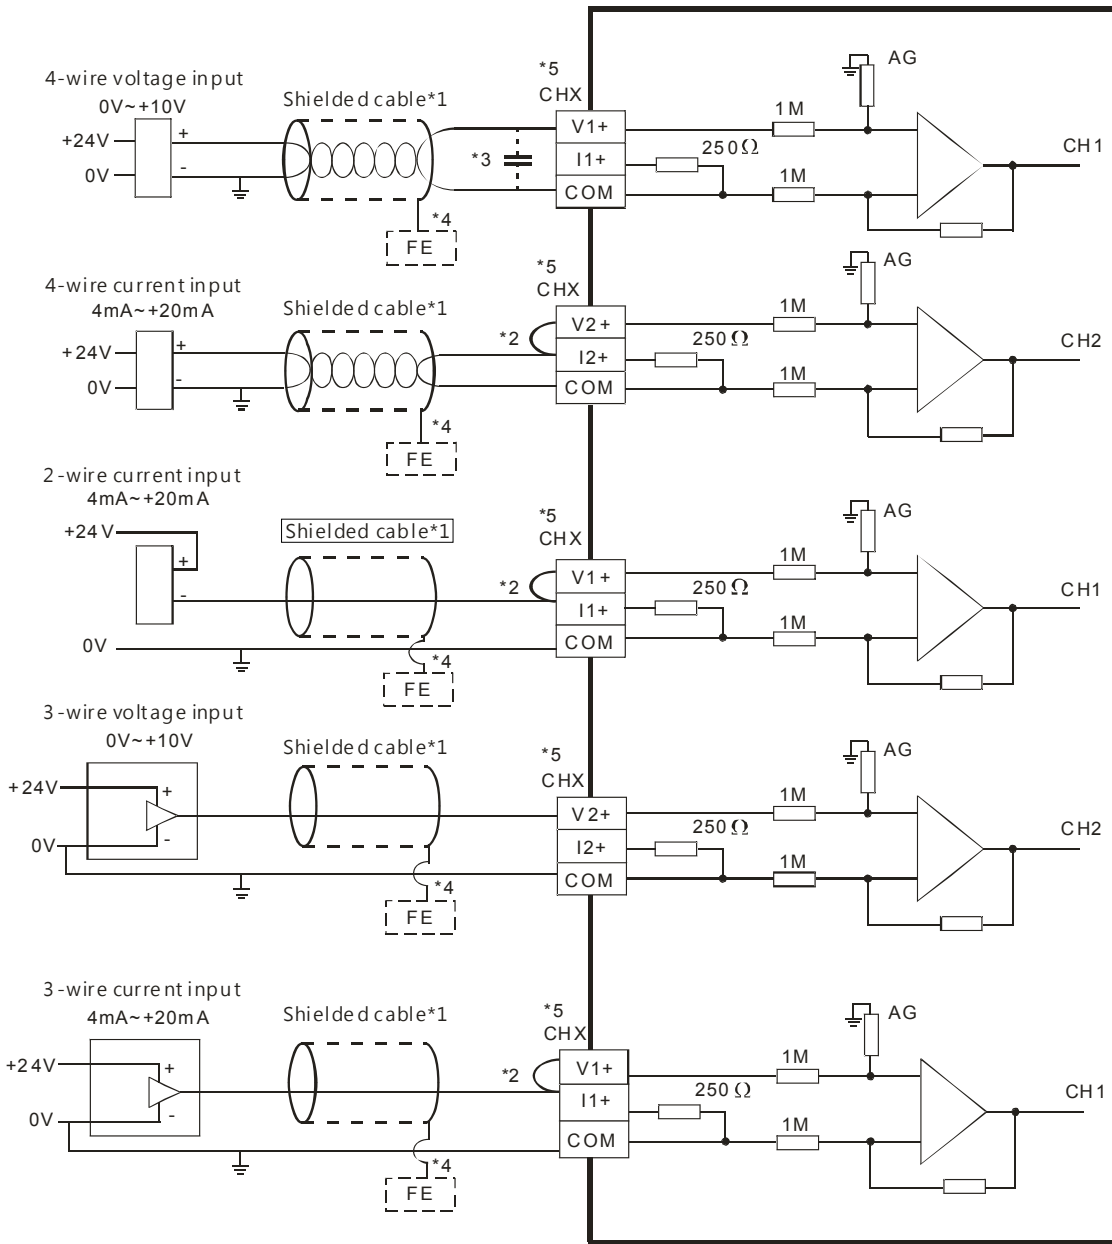 4-wire voltage input
0V~+10V
+24V
0V
+
-
Shielded cable*1
*3
*4
FE
*5
CHX
V1+
I1+
COM
250Ω
1M
1M
AG
CH1
4-wire current input
4mA~+20mA
+24V
0V
+
-
Shielded cable*1
*2
*4
FE
*5
CHX
V2+
I2+
COM
250Ω
1M
1M
AG
CH2
2-wire current input
4mA~+20mA
+24V
+
-
0V
Shielded cable*1
*2
*4
FE
*5
CHX
V1+
I1+
COM
250Ω
1M
1M
AG
CH1
3-wire voltage input
0V~+10V
+24V
0V
+
-
Shielded cable*1
*4
FE
*5
CHX
V2+
I2+
COM
250Ω
1M
1M
AG
CH2
3-wire current input
4mA~+20mA
+24V
0V
+
-
Shielded cable*1
*2
*4
FE
*5
CHX
V1+
I1+
COM
250Ω
1M
1M
AG
CH1